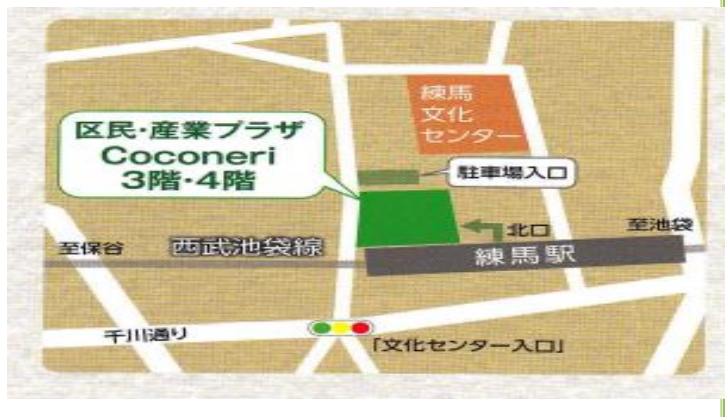 練馬
文化
センター
区民・産業プラザ
Coconeri
3階・4階
駐車場入口
北口
至池袋
至保谷
西武池袋線
練馬駅
千川通り
「文化センター入口」